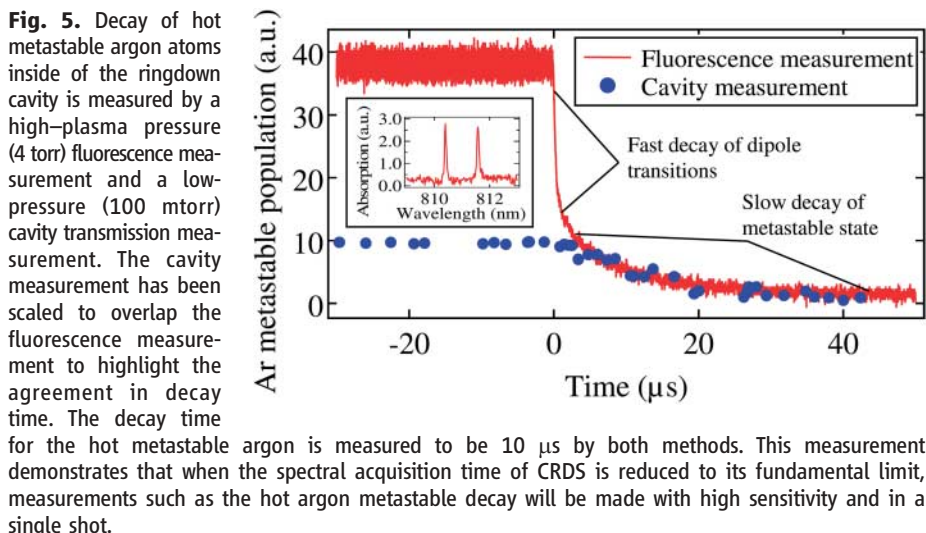 Fig. 5. Decay of hot
metastable argon atoms
inside of the ringdown
cavity is measured by a
high–plasma pressure
(4 torr) fluorescence mea-
surement and a low-
pressure (100 mtorr)
cavity transmission mea-
surement. The cavity
measurement has been
scaled to overlap the
fluorescence measure-
ment to highlight the
agreement in decay
time. The decay time
for the hot metastable argon is measured to be 10 μs by both methods. This measurement
demonstrates that when the spectral acquisition time of CRDS is reduced to its fundamental limit,
measurements such as the hot argon metastable decay will be made with high sensitivity and in a
single shot.
Ar metastable population (a.u.)
40
30
20
10
0
Fluorescence measurement
Cavity measurement
Absorption (a.u.)
3.0
2.0
1.0
0.0
810
812
Wavelength (nm)
Fast decay of dipole
transitions
Slow decay of
metastable state
-20
0
20
40
Time (μs)